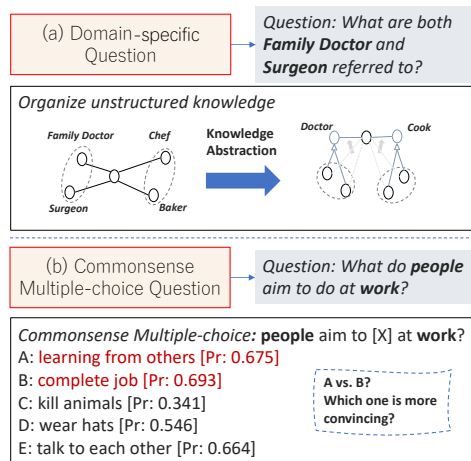 (a) Domain-specific
Question
Question: What are both
Family Doctor and
Surgeon referred to?
Organize unstructured knowledge
Family Doctor
Chef
Surgeon
Baker
Knowledge
Abstraction
Doctor
Cook
(b) Commonsense
Multiple-choice Question
Question: What do people
aim to do at work?
Commonsense Multiple-choice: people aim to [X] at work?
A: learning from others [Pr: 0.675]
B: complete job [Pr: 0.693]
C: kill animals [Pr: 0.341]
D: wear hats [Pr: 0.546]
E: talk to each other [Pr: 0.664]
A vs. B?
Which one is more
convincing?